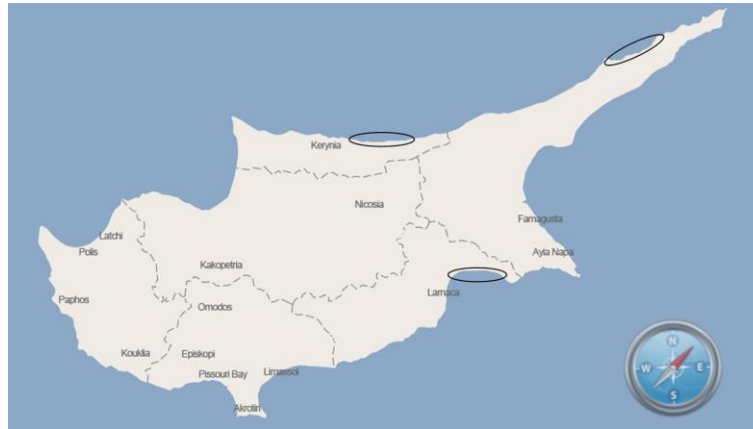 Kerynia
Nicosia
Famagusta
Latchi
Polis
Ayia Napa
Kakopetria
Larnaca
Paphos
Omodos
Kouklia
Episkopi
Pissouri Bay
Limassol
Akrotiri
N
W
E
S